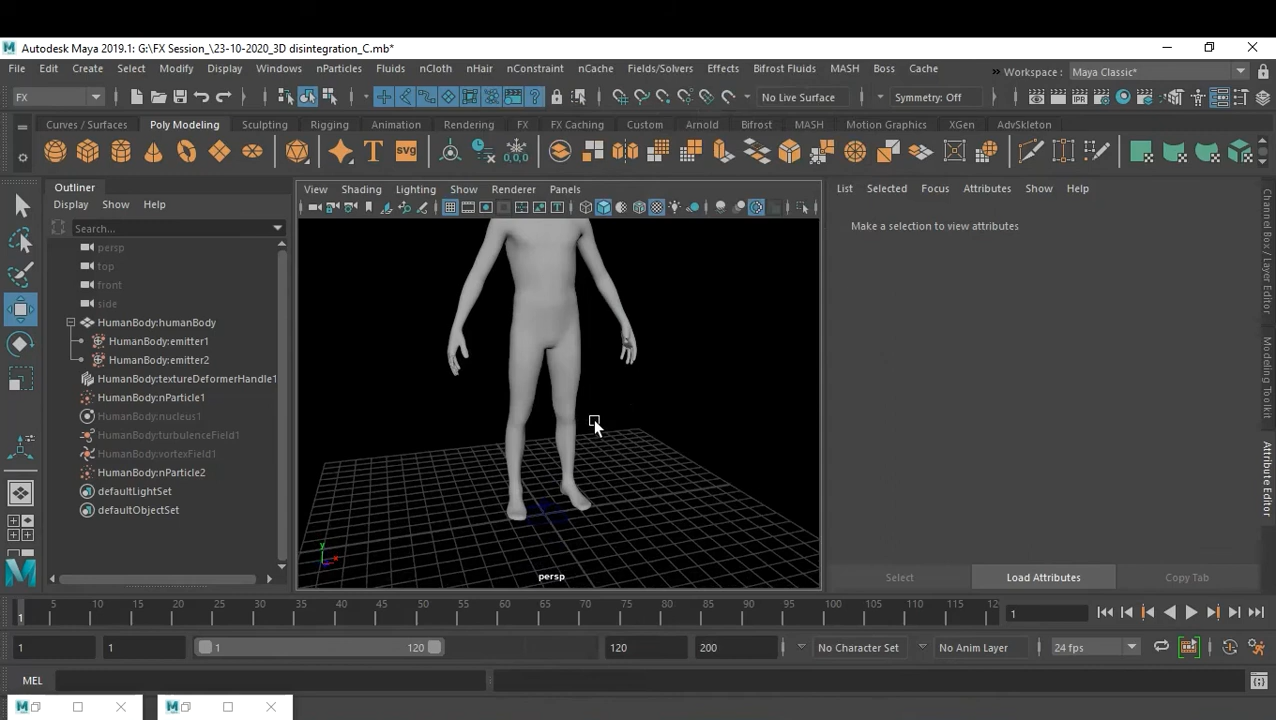 Autodesk Maya 2019.1: G:\FX Session_\23-10-2020_3D disintegration_C.mb*
File Edit Create Select Modify Display Windows nParticles Fluids nCloth nHair nConstraint nCache Fields/Solvers Effects Bifrost Fluids MASH Boss Cache » Workspace: Maya Classic*
FX No Live Surface Symmetry: Off
Curves / Surfaces Poly Modeling Sculpting Rigging Animation Rendering FX FX Caching Custom Arnold Bifrost MASH Motion Graphics XGen AdvSkeleton
T svg 0,0,0
Outliner
Display Show Help
Search...
persp
top
front
side
HumanBody:humanBody
HumanBody:emitter1
HumanBody:emitter2
HumanBody:textureDeformerHandle1
HumanBody:nParticle1
HumanBody:nucleus1
HumanBody:turbulenceField1
HumanBody:vortexField1
HumanBody:nParticle2
defaultLightSet
defaultObjectSet
View Shading Lighting Show Renderer Panels
y
x
persp
List Selected Focus Attributes Show Help
Make a selection to view attributes
Select Load Attributes Copy Tab
Channel Box / Layer Editor
Modeling Toolkit
Attribute Editor
1 5 10 15 20 25 30 35 40 45 50 55 60 65 70 75 80 85 90 95 100 105 110 115 12 1
1 1 1 120 120 200 No Character Set No Anim Layer 24 fps
MEL